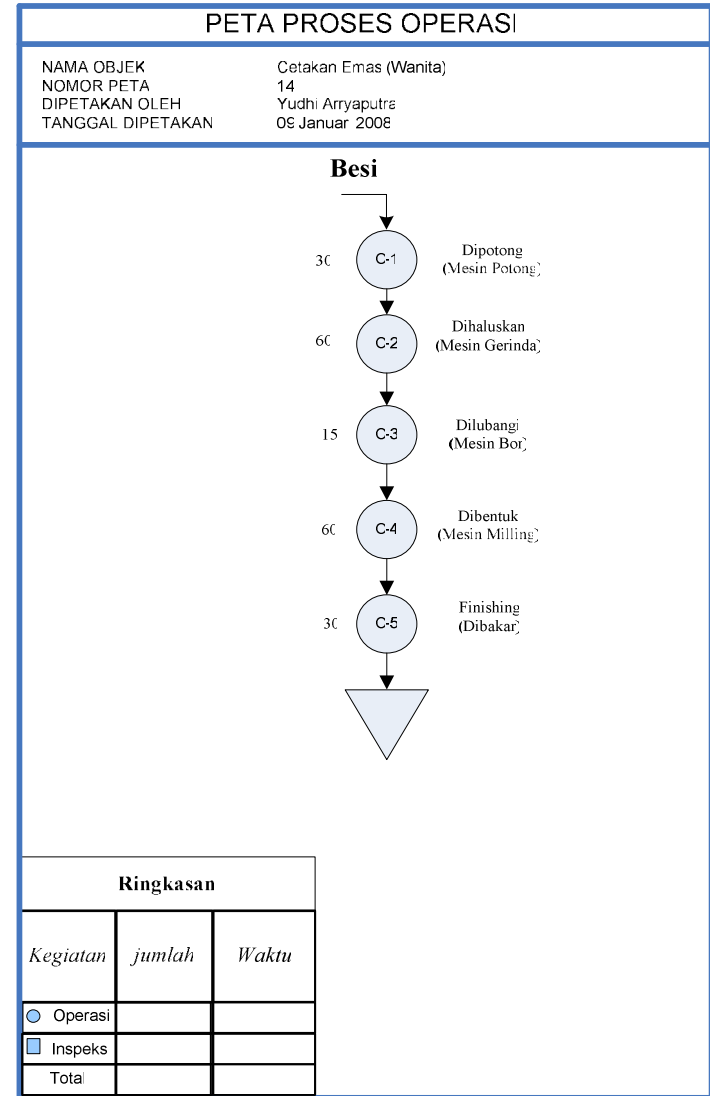 PETA PROSES OPERASI
NAMA OBJEK Cetakan Emas (Wanita)
NOMOR PETA 14
DIPETAKAN OLEH Yudhi Arryaputra
TANGGAL DIPETAKAN 09 Januar 2008
Besi
30 C-1 Dipotong
(Mesin Potong)
60 C-2 Dihaluskan
(Mesin Gerinda)
15 C-3 Dilubangi
(Mesin Bor)
60 C-4 Dibentuk
(Mesin Milling)
30 C-5 Finishing
(Dibakar)
Ringkasan
Kegiatan jumlah Waktu
Operasi
Inspeks
Total